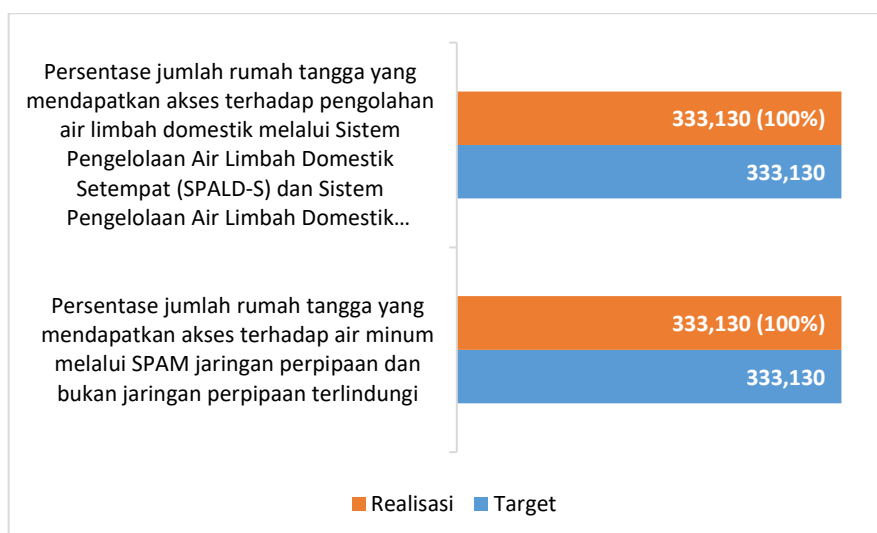 Persentase jumlah rumah tangga yang
mendapatkan akses terhadap pengolahan
air limbah domestik melalui Sistem
Pengelolaan Air Limbah Domestik
Setempat (SPALD-S) dan Sistem
Pengelolaan Air Limbah Domestik...
333,130 (100%)
333,130
Persentase jumlah rumah tangga yang
mendapatkan akses terhadap air minum
melalui SPAM jaringan perpipaan dan
bukan jaringan perpipaan terlindungi
333,130 (100%)
333,130
Realisasi Target